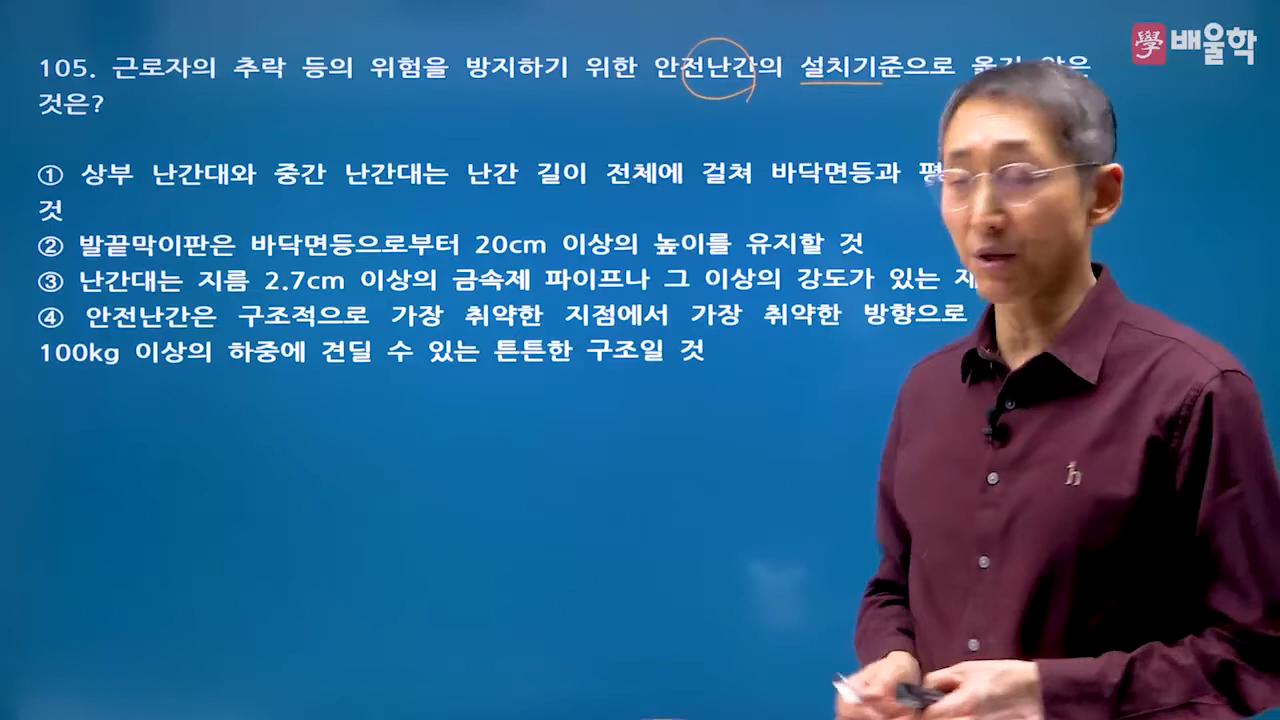 學 배울학
105. 근로자의 추락 등의 위험을 방지하기 위한 안전난간의 설치기준으로 옳지 않은
것은?
① 상부 난간대와 중간 난간대는 난간 길이 전체에 걸쳐 바닥면등과
것
② 발끝막이판은 바닥면등으로부터 20cm 이상의 높이를 유지할 것
③ 난간대는 지름 2.7cm 이상의 금속제 파이프나 그 이상의 강도가 있는
④ 안전난간은 구조적으로 가장 취약한 지점에서 가장 취약한 방향으로
100kg 이상의 하중에 견딜 수 있는 튼튼한 구조일 것
h